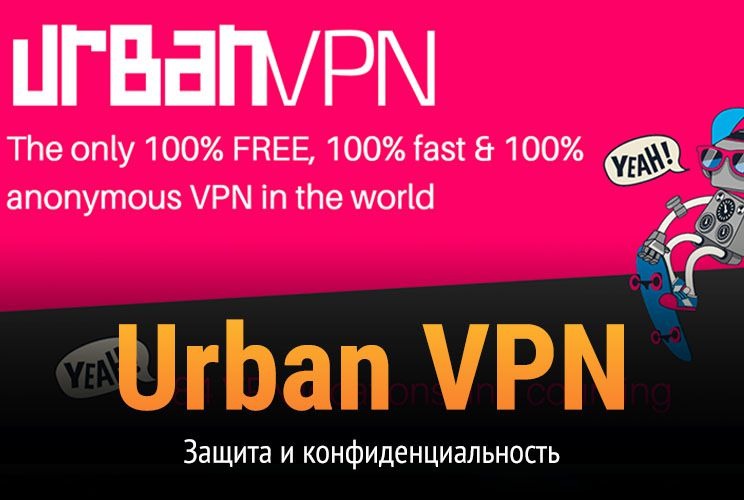 urbanVPN
The only 100% FREE, 100% fast & 100%
anonymous VPN in the world
YEAH!
YEAH!
Urban VPN
Защита и конфиденциальность